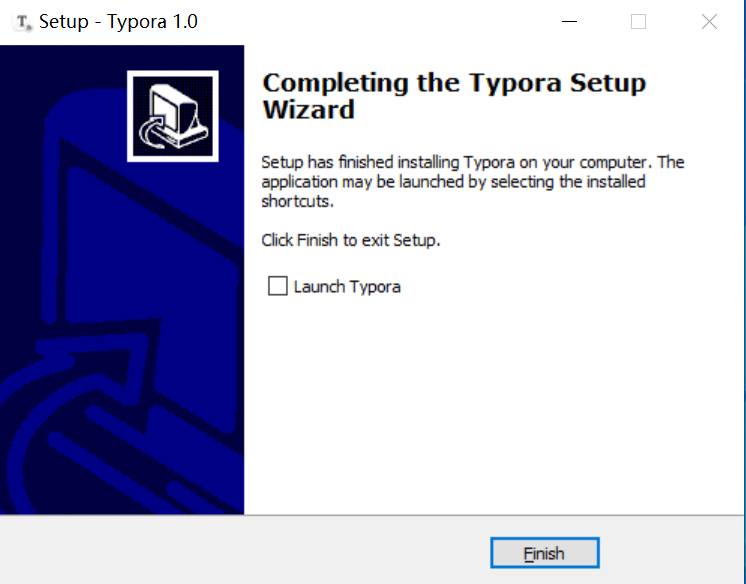 Setup - Typora 1.0
Completing the Typora Setup
Wizard
Setup has finished installing Typora on your computer. The
application may be launched by selecting the installed
shortcuts.
Click Finish to exit Setup.
Launch Typora
Finish